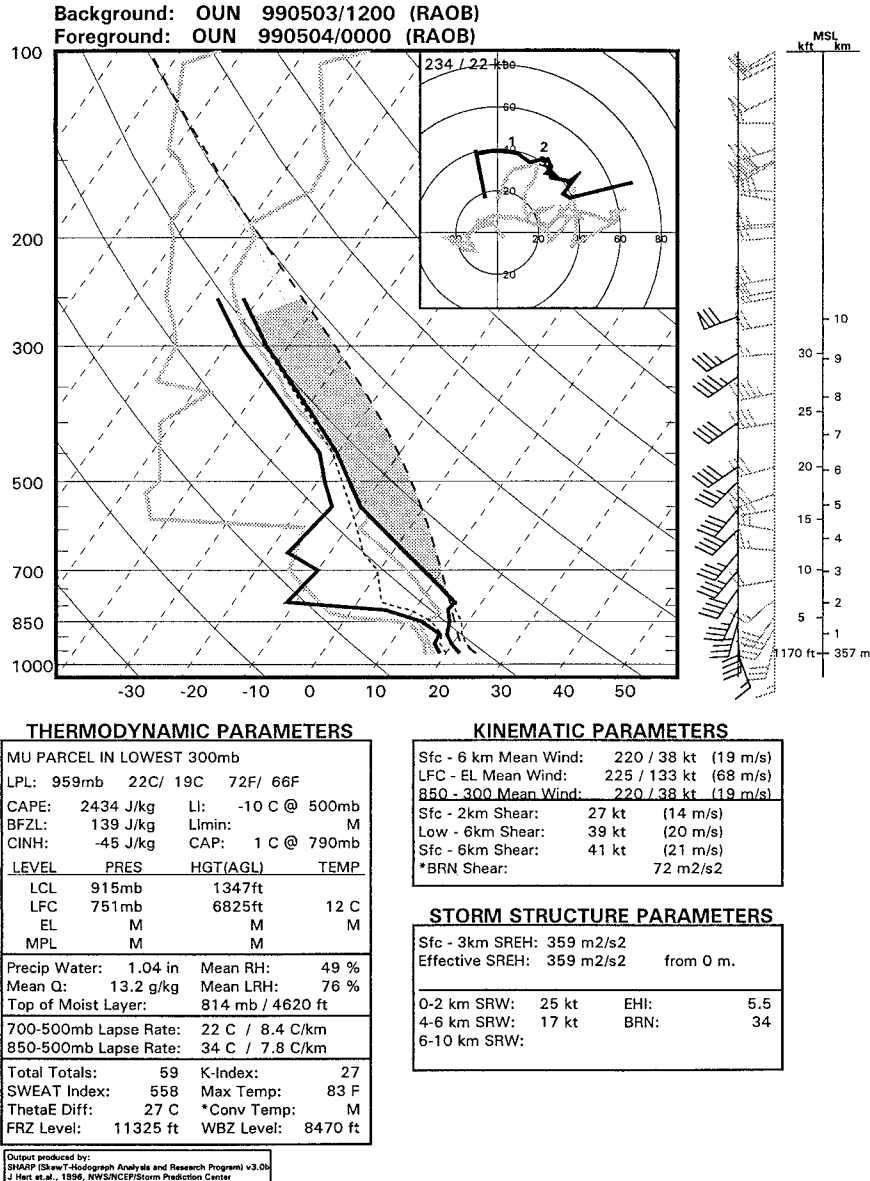 Background: OUN 990503/1200 (RAOB)
Foreground: OUN 990504/0000 (RAOB)
100
200
300
400
500
700
850
1000
-30 -20 -10 0 10 20 30 40 50
234 / 22 kt
60
40
20
20
20 40 60 80
1
2
MSL
kft km
10
30 9
8
25
7
20 6
5
15
4
10 3
2
5
1
1170 ft 357 m
THERMODYNAMIC PARAMETERS
MU PARCEL IN LOWEST 300mb
LPL: 959mb 22C/ 19C 72F/ 66F
CAPE: 2434 J/kg LI: -10 C @ 500mb
BFZL: 139 J/kg LImin: M
CINH: -45 J/kg CAP: 1 C @ 790mb
LEVEL PRES HGT(AGL) TEMP
LCL 915mb 1347ft
LFC 751mb 6825ft 12 C
EL M M M
MPL M M
Precip Water: 1.04 in Mean RH: 49 %
Mean Q: 13.2 g/kg Mean LRH: 76 %
Top of Moist Layer: 814 mb / 4620 ft
700-500mb Lapse Rate: 22 C / 8.4 C/km
850-500mb Lapse Rate: 34 C / 7.8 C/km
Total Totals: 59 K-Index: 27
SWEAT Index: 558 Max Temp: 83 F
ThetaE Diff: 27 C *Conv Temp: M
FRZ Level: 11325 ft WBZ Level: 8470 ft
Output produced by:
SHARP (SkewT-Hodograph Analysis and Research Program) v3.0b
J Hart et.al., 1996, NWS/NCEP/Storm Prediction Center
KINEMATIC PARAMETERS
Sfc - 6 km Mean Wind: 220 / 38 kt (19 m/s)
LFC - EL Mean Wind: 225 / 133 kt (68 m/s)
850 - 300 Mean Wind: 220 / 38 kt (19 m/s)
Sfc - 2km Shear: 27 kt (14 m/s)
Low - 6km Shear: 39 kt (20 m/s)
Sfc - 6km Shear: 41 kt (21 m/s)
*BRN Shear: 72 m2/s2
STORM STRUCTURE PARAMETERS
Sfc - 3km SREH: 359 m2/s2
Effective SREH: 359 m2/s2 from 0 m.
0-2 km SRW: 25 kt EHI: 5.5
4-6 km SRW: 17 kt BRN: 34
6-10 km SRW: